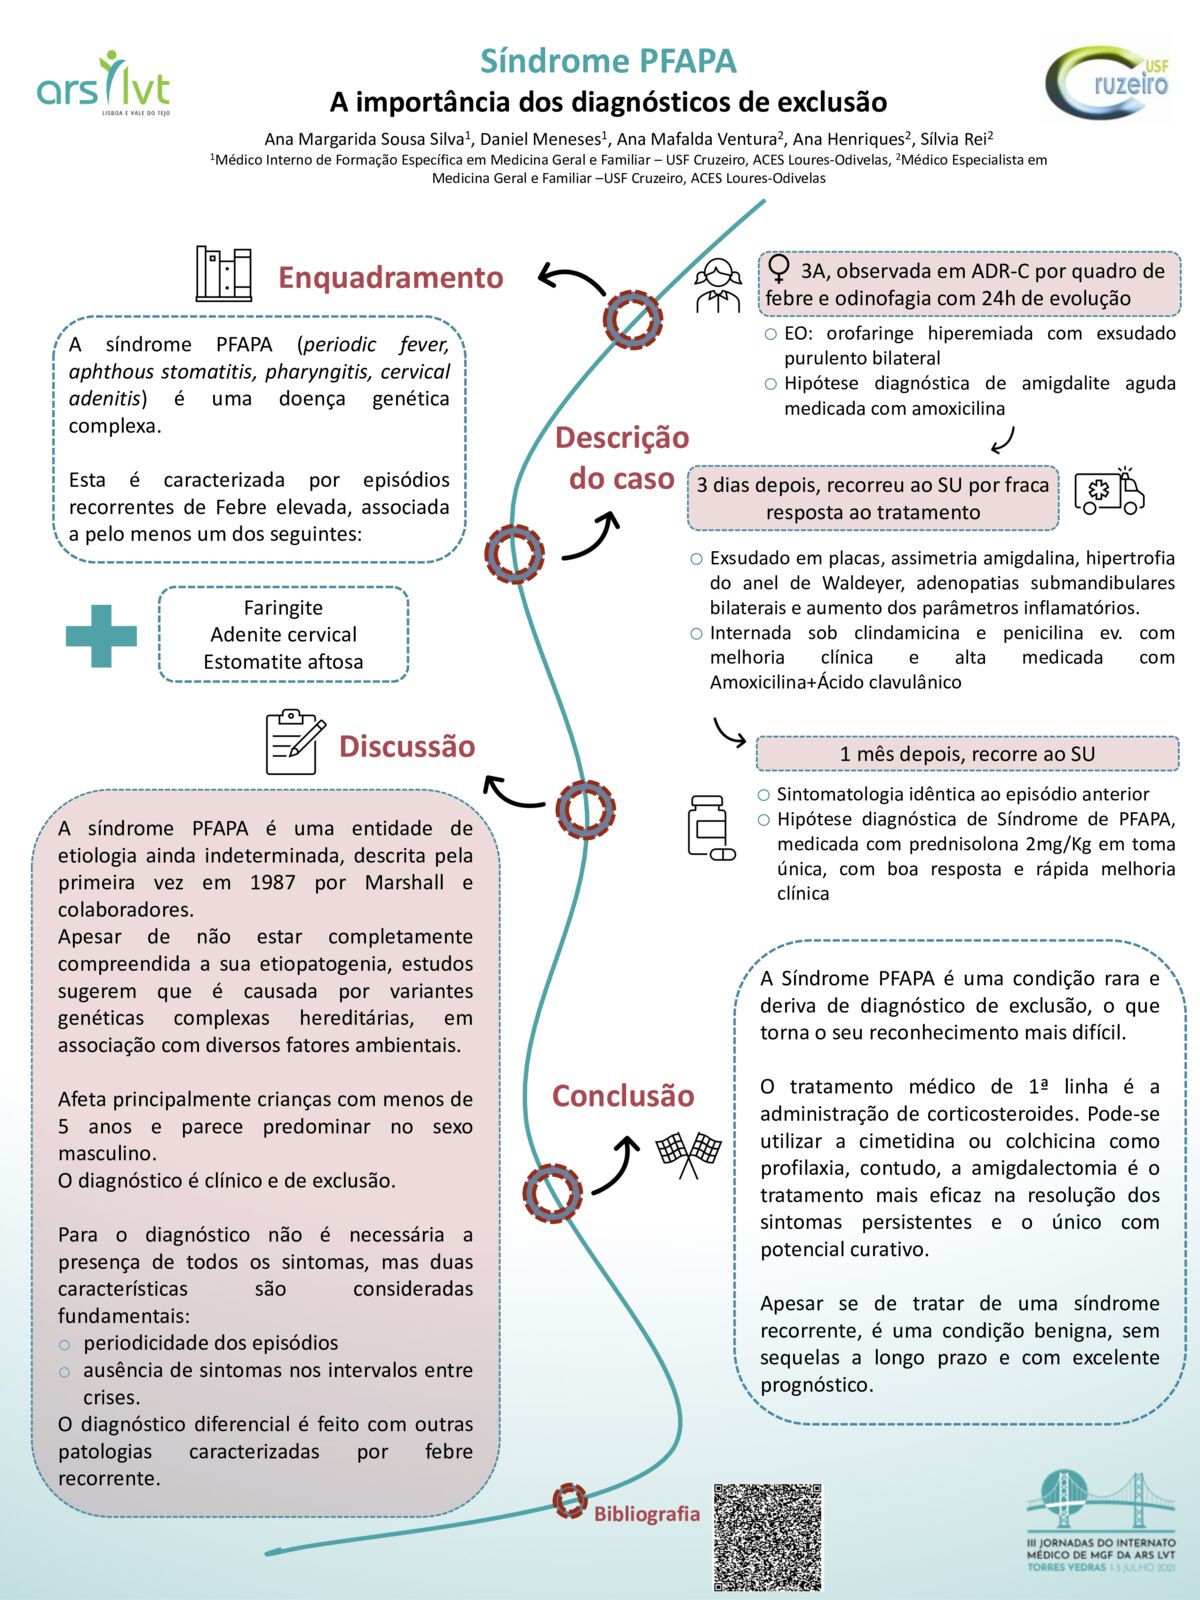 ars lvt
LISBOA E VALE DO TEJO
Síndrome PFAPA
A importância dos diagnósticos de exclusão
USF
Cruzeiro
Ana Margarida Sousa Silva¹, Daniel Meneses¹, Ana Mafalda Ventura², Ana Henriques², Sílvia Rei²
¹Médico Interno de Formação Específica em Medicina Geral e Familiar – USF Cruzeiro, ACES Loures-Odivelas, ²Médico Especialista em
Medicina Geral e Familiar –USF Cruzeiro, ACES Loures-Odivelas
Enquadramento
A síndrome PFAPA (periodic fever,
aphthous stomatitis, pharyngitis, cervical
adenitis) é uma doença genética
complexa.
Esta é caracterizada por episódios
recorrentes de Febre elevada, associada
a pelo menos um dos seguintes:
Faringite
Adenite cervical
Estomatite aftosa
Descrição
do caso
♀ 3A, observada em ADR-C por quadro de
febre e odinofagia com 24h de evolução
○ EO: orofaringe hiperemiada com exsudado
purulento bilateral
○ Hipótese diagnóstica de amigdalite aguda
medicada com amoxicilina
3 dias depois, recorreu ao SU por fraca
resposta ao tratamento
○ Exsudado em placas, assimetria amigdalina, hipertrofia
do anel de Waldeyer, adenopatias submandibulares
bilaterais e aumento dos parâmetros inflamatórios.
○ Internada sob clindamicina e penicilina ev. com
melhoria clínica e alta medicada com
Amoxicilina+Ácido clavulânico
1 mês depois, recorre ao SU
○ Sintomatologia idêntica ao episódio anterior
○ Hipótese diagnóstica de Síndrome de PFAPA,
medicada com prednisolona 2mg/Kg em toma
única, com boa resposta e rápida melhoria
clínica
Discussão
A síndrome PFAPA é uma entidade de
etiologia ainda indeterminada, descrita pela
primeira vez em 1987 por Marshall e
colaboradores.
Apesar de não estar completamente
compreendida a sua etiopatogenia, estudos
sugerem que é causada por variantes
genéticas complexas hereditárias, em
associação com diversos fatores ambientais.
Afeta principalmente crianças com menos de
5 anos e parece predominar no sexo
masculino.
O diagnóstico é clínico e de exclusão.
Para o diagnóstico não é necessária a
presença de todos os sintomas, mas duas
características são consideradas
fundamentais:
○ periodicidade dos episódios
○ ausência de sintomas nos intervalos entre
crises.
O diagnóstico diferencial é feito com outras
patologias caracterizadas por febre
recorrente.
Conclusão
A Síndrome PFAPA é uma condição rara e
deriva de diagnóstico de exclusão, o que
torna o seu reconhecimento mais difícil.
O tratamento médico de 1ª linha é a
administração de corticosteroides. Pode-se
utilizar a cimetidina ou colchicina como
profilaxia, contudo, a amigdalectomia é o
tratamento mais eficaz na resolução dos
sintomas persistentes e o único com
potencial curativo.
Apesar se de tratar de uma síndrome
recorrente, é uma condição benigna, sem
sequelas a longo prazo e com excelente
prognóstico.
Bibliografia
III JORNADAS DO INTERNATO
MÉDICO DE MGF DA ARS LVT
TORRES VEDRAS 1-3 JULHO 2021